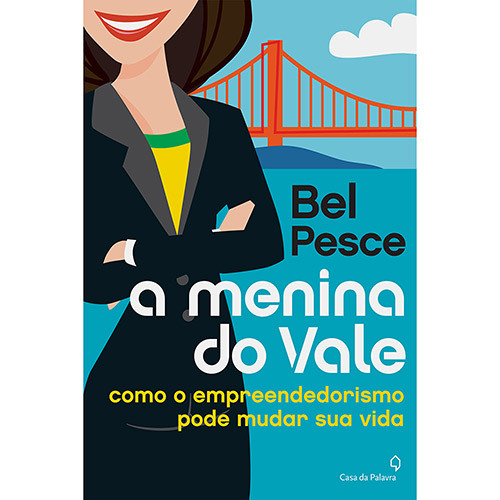 Bel
Pesce
a menina
do Vale
como o empreendedorismo
pode mudar sua vida
Casa da Palavra